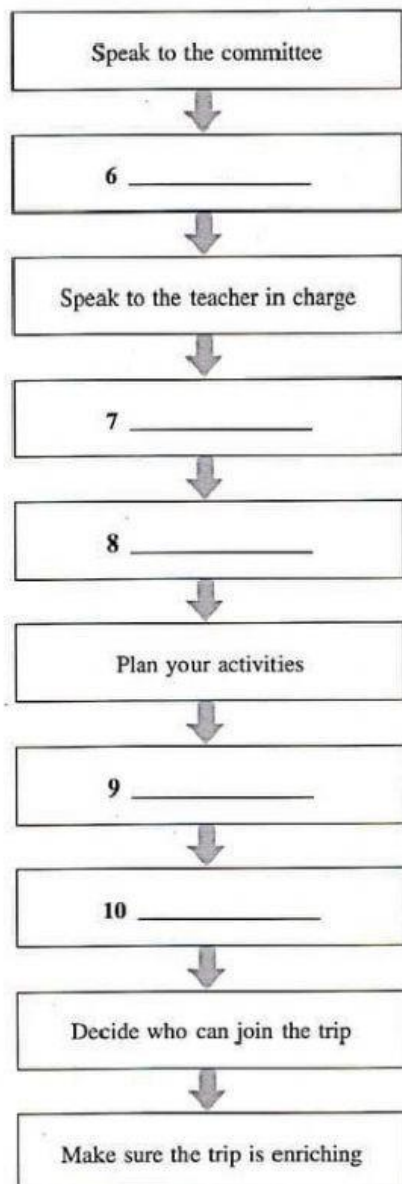 Speak to the committee
6 ____________
Speak to the teacher in charge
7 ____________
8 ____________
Plan your activities
9 ____________
10 ____________
Decide who can join the trip
Make sure the trip is enriching